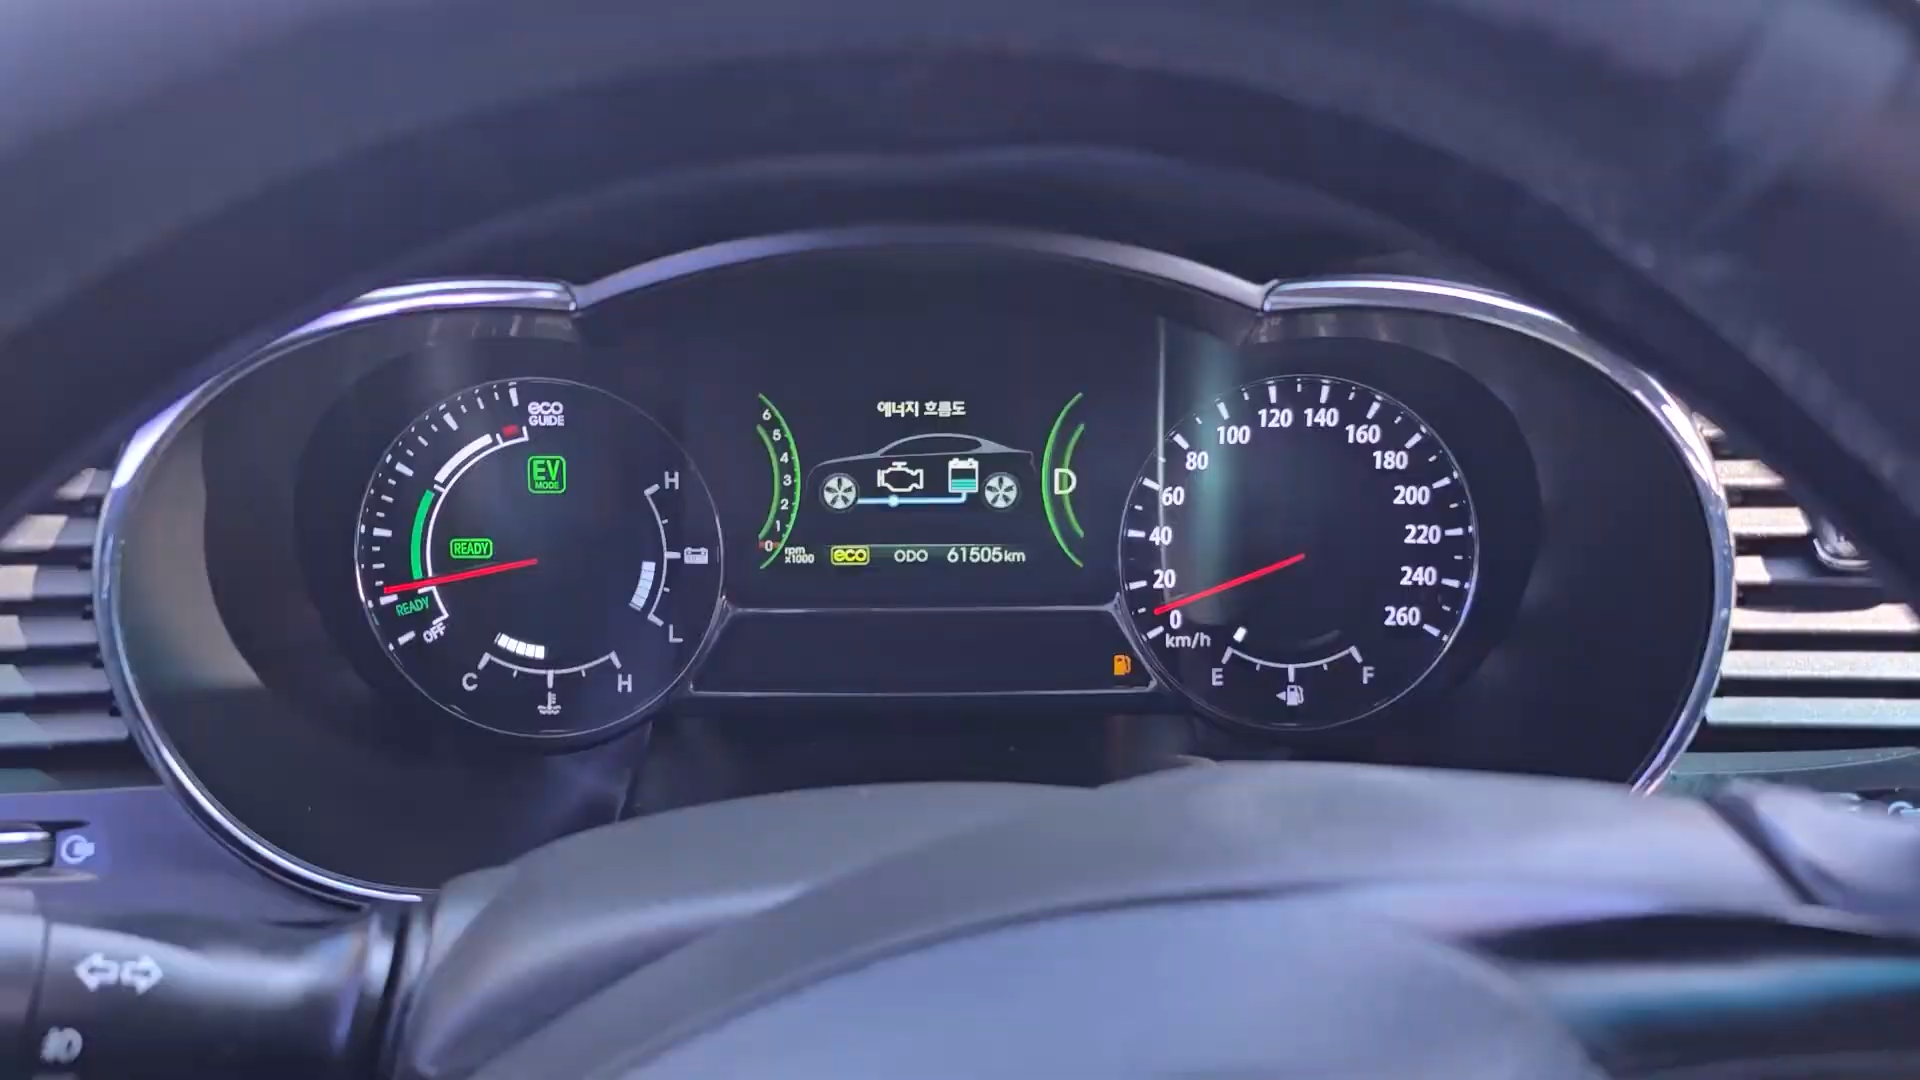 eco
GUIDE
EV
MODE
READY
READY
OFF
H
L
C
H
에너지 흐름도
6
5
4
3
2
1
0
rpm
x1000
D
eco ODO 61505km
0
20
40
60
80
100
120
140
160
180
200
220
240
260
km/h
E
F